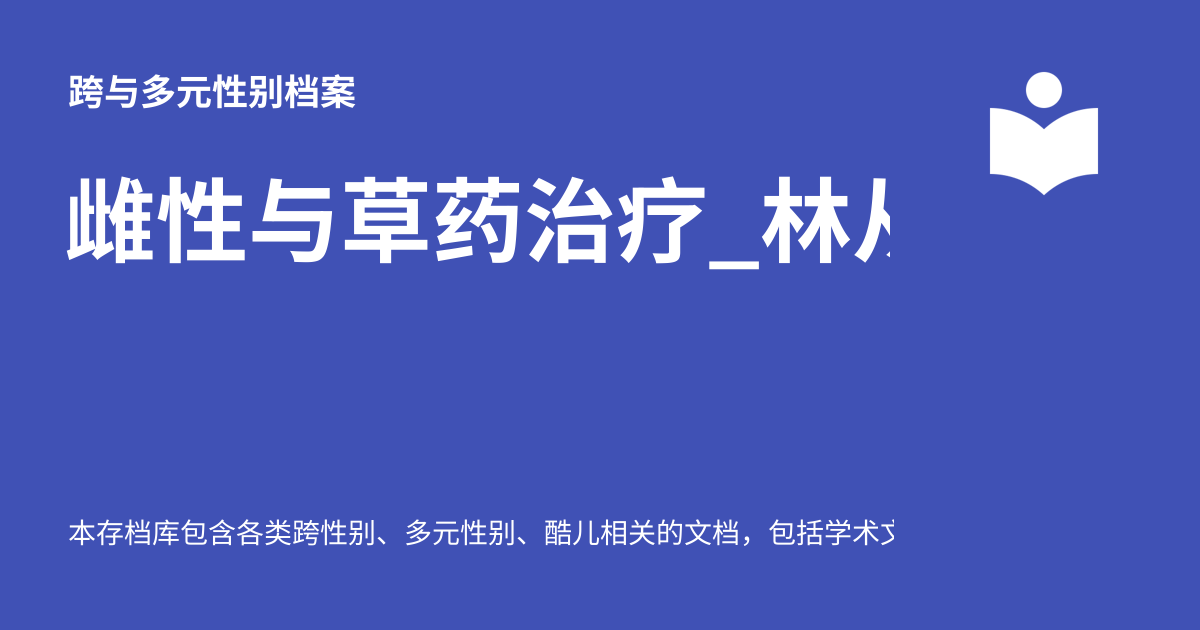 跨与多元性别档案
雌性与草药治疗_林
本存档库包含各类跨性别、多元性别、酷儿相关的文档，包括学术文